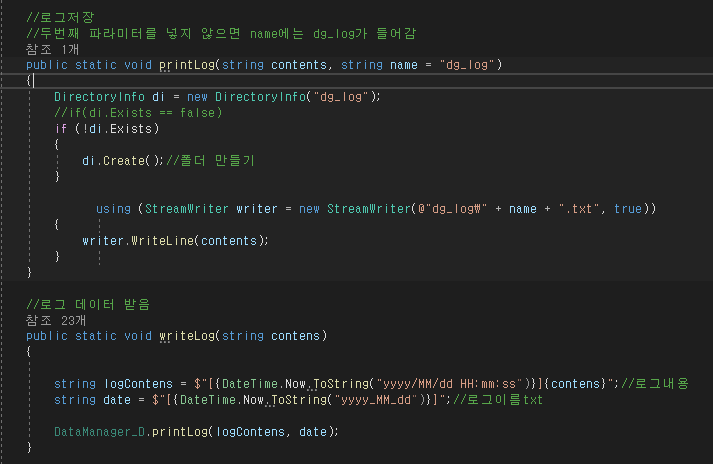 //로그저장
//두번째 파라미터를 넣지 않으면 name에는 dg_log가 들어감
참조 1개
public static void printLog(string contents, string name = "dg_log")
{
DirectoryInfo di = new DirectoryInfo("dg_log");
//if(di.Exists == false)
if (!di.Exists)
{
di.Create();//폴더 만들기
}
using (StreamWriter writer = new StreamWriter(@"dg_log₩" + name + ".txt", true))
{
writer.WriteLine(contents);
}
}
//로그 데이터 받음
참조 23개
public static void writeLog(string contens)
{
string logContens = $"[{DateTime.Now.ToString("yyyy/MM/dd HH:mm:ss")}]{contens}";//로그내용
string date = $"[{DateTime.Now.ToString("yyyy_MM_dd")}]";//로그이름txt
DataManager_D.printLog(logContens, date);
}